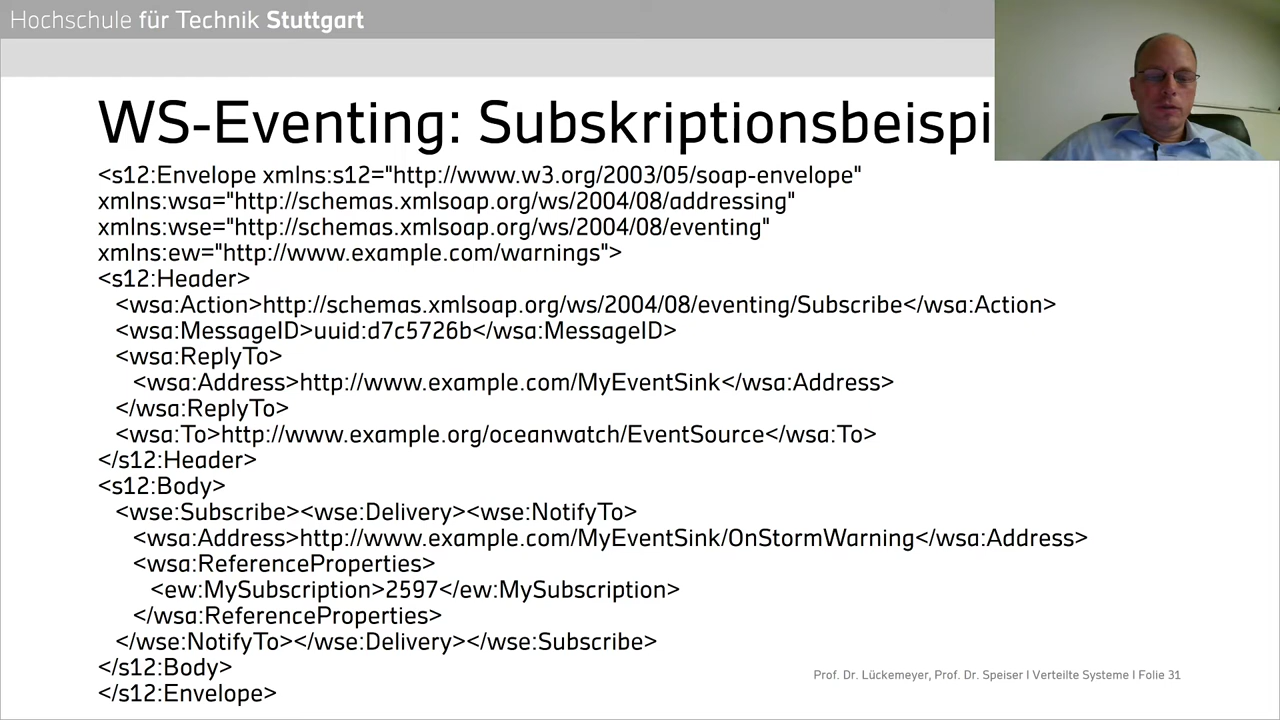 Hochschule für Technik Stuttgart
WS-Eventing: Subskriptionsbeispi
<s12:Envelope xmlns:s12="http://www.w3.org/2003/05/soap-envelope"
xmlns:wsa="http://schemas.xmlsoap.org/ws/2004/08/addressing"
xmlns:wse="http://schemas.xmlsoap.org/ws/2004/08/eventing"
xmlns:ew="http://www.example.com/warnings">
<s12:Header>
<wsa:Action>http://schemas.xmlsoap.org/ws/2004/08/eventing/Subscribe</wsa:Action>
<wsa:MessageID>uuid:d7c5726b</wsa:MessageID>
<wsa:ReplyTo>
<wsa:Address>http://www.example.com/MyEventSink</wsa:Address>
</wsa:ReplyTo>
<wsa:To>http://www.example.org/oceanwatch/EventSource</wsa:To>
</s12:Header>
<s12:Body>
<wse:Subscribe><wse:Delivery><wse:NotifyTo>
<wsa:Address>http://www.example.com/MyEventSink/OnStormWarning</wsa:Address>
<wsa:ReferenceProperties>
<ew:MySubscription>2597</ew:MySubscription>
</wsa:ReferenceProperties>
</wse:NotifyTo></wse:Delivery></wse:Subscribe>
</s12:Body>
</s12:Envelope>
Prof. Dr. Lückemeyer, Prof. Dr. Speiser I Verteilte Systeme I Folie 31